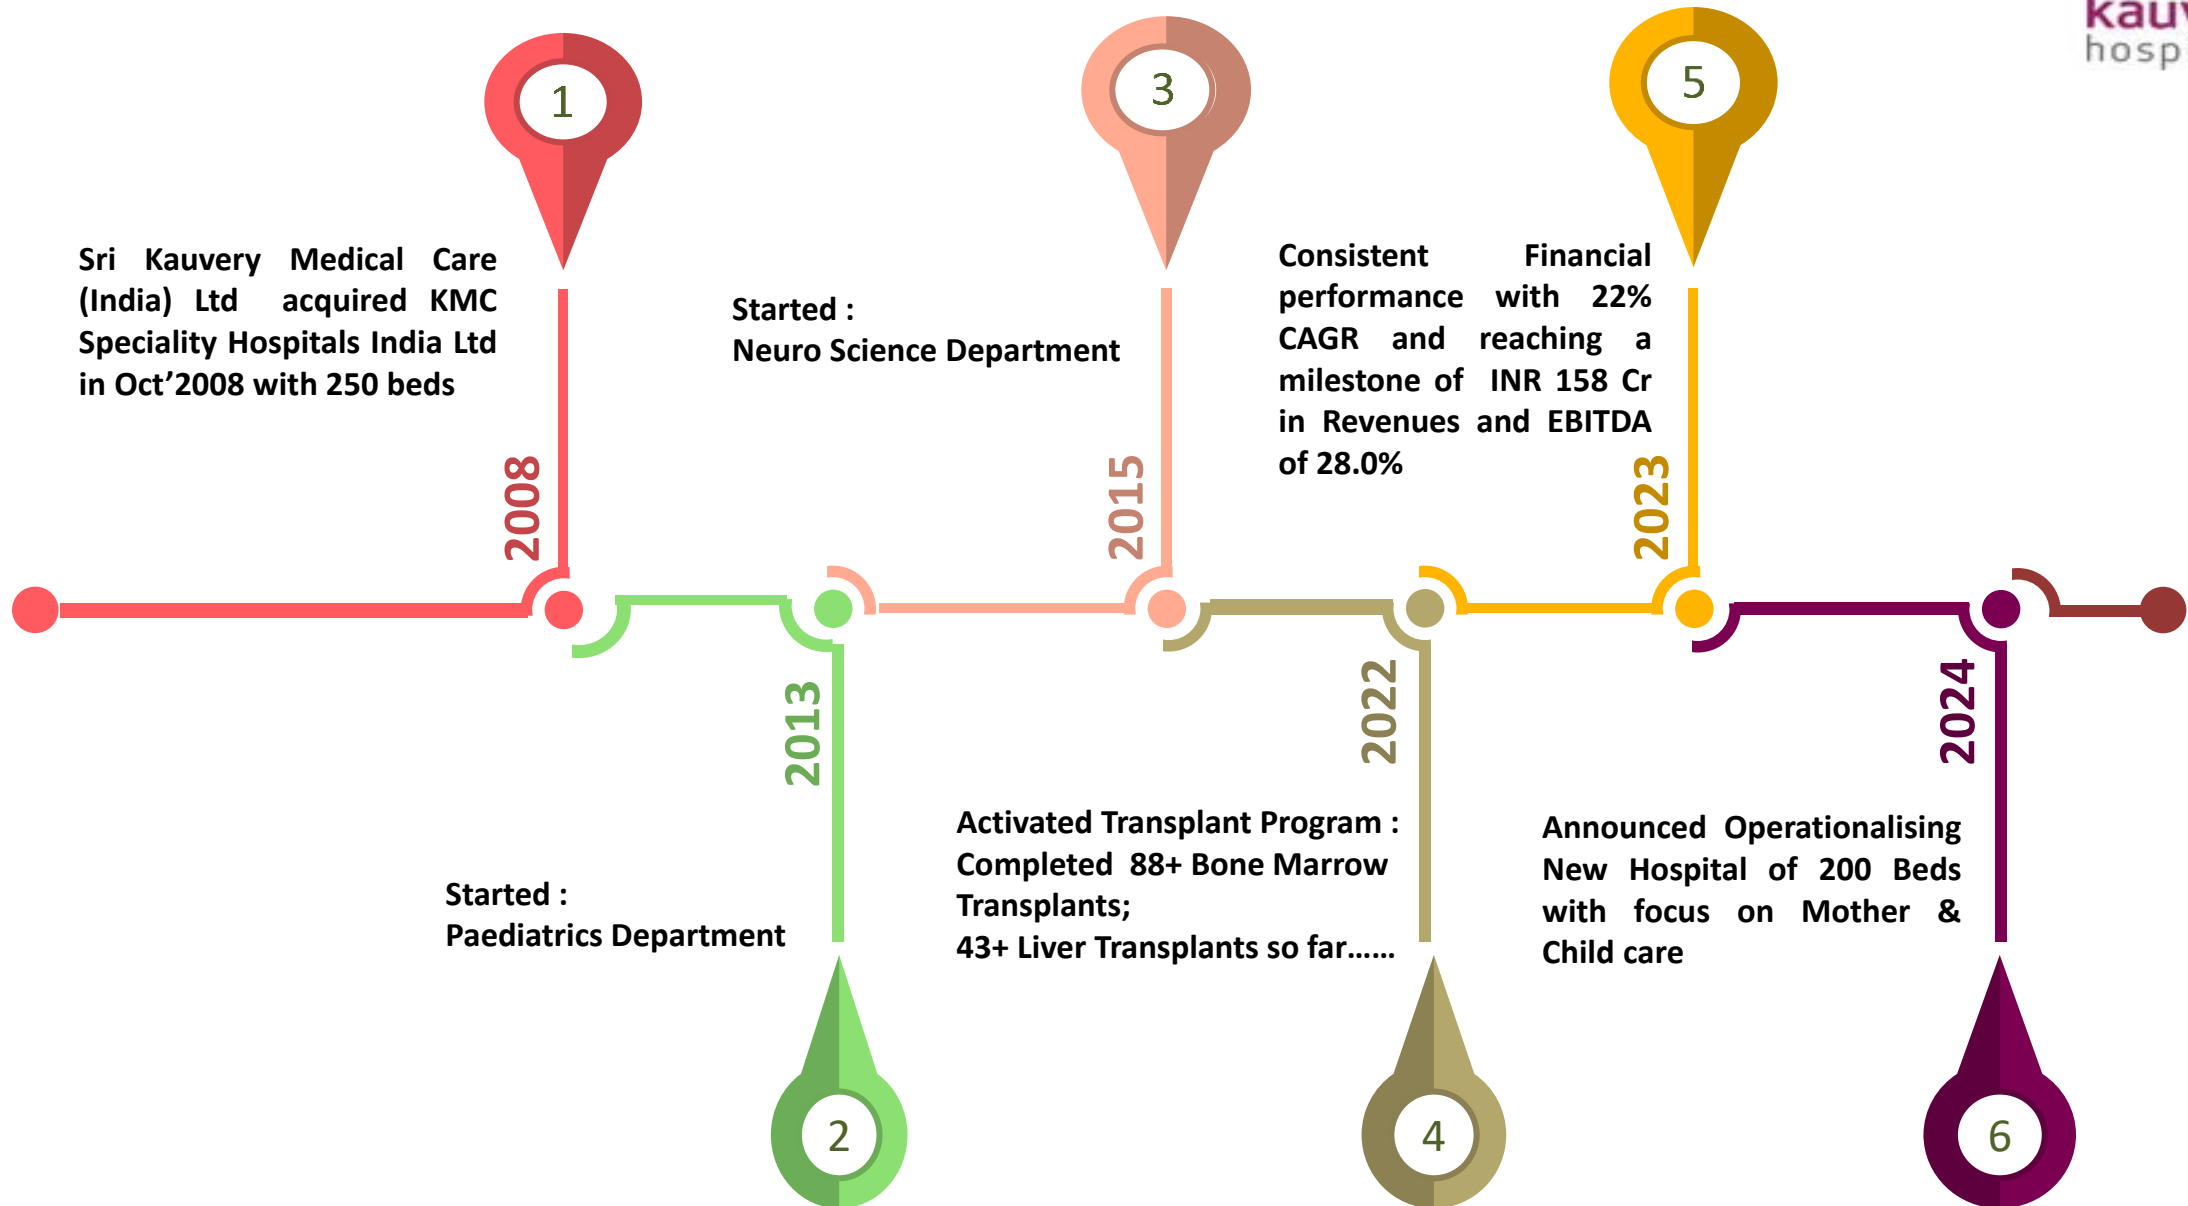 kauv
hosp
1
3
5
Sri Kauvery Medical Care
(India) Ltd acquired KMC
Speciality Hospitals India Ltd
in Oct’2008 with 250 beds
Started :
Neuro Science Department
Consistent Financial
performance with 22%
CAGR and reaching a
milestone of INR 158 Cr
in Revenues and EBITDA
of 28.0%
2008
2015
2023
2013
2022
2024
Started :
Paediatrics Department
Activated Transplant Program :
Completed 88+ Bone Marrow
Transplants;
43+ Liver Transplants so far......
Announced Operationalising
New Hospital of 200 Beds
with focus on Mother &
Child care
2
4
6